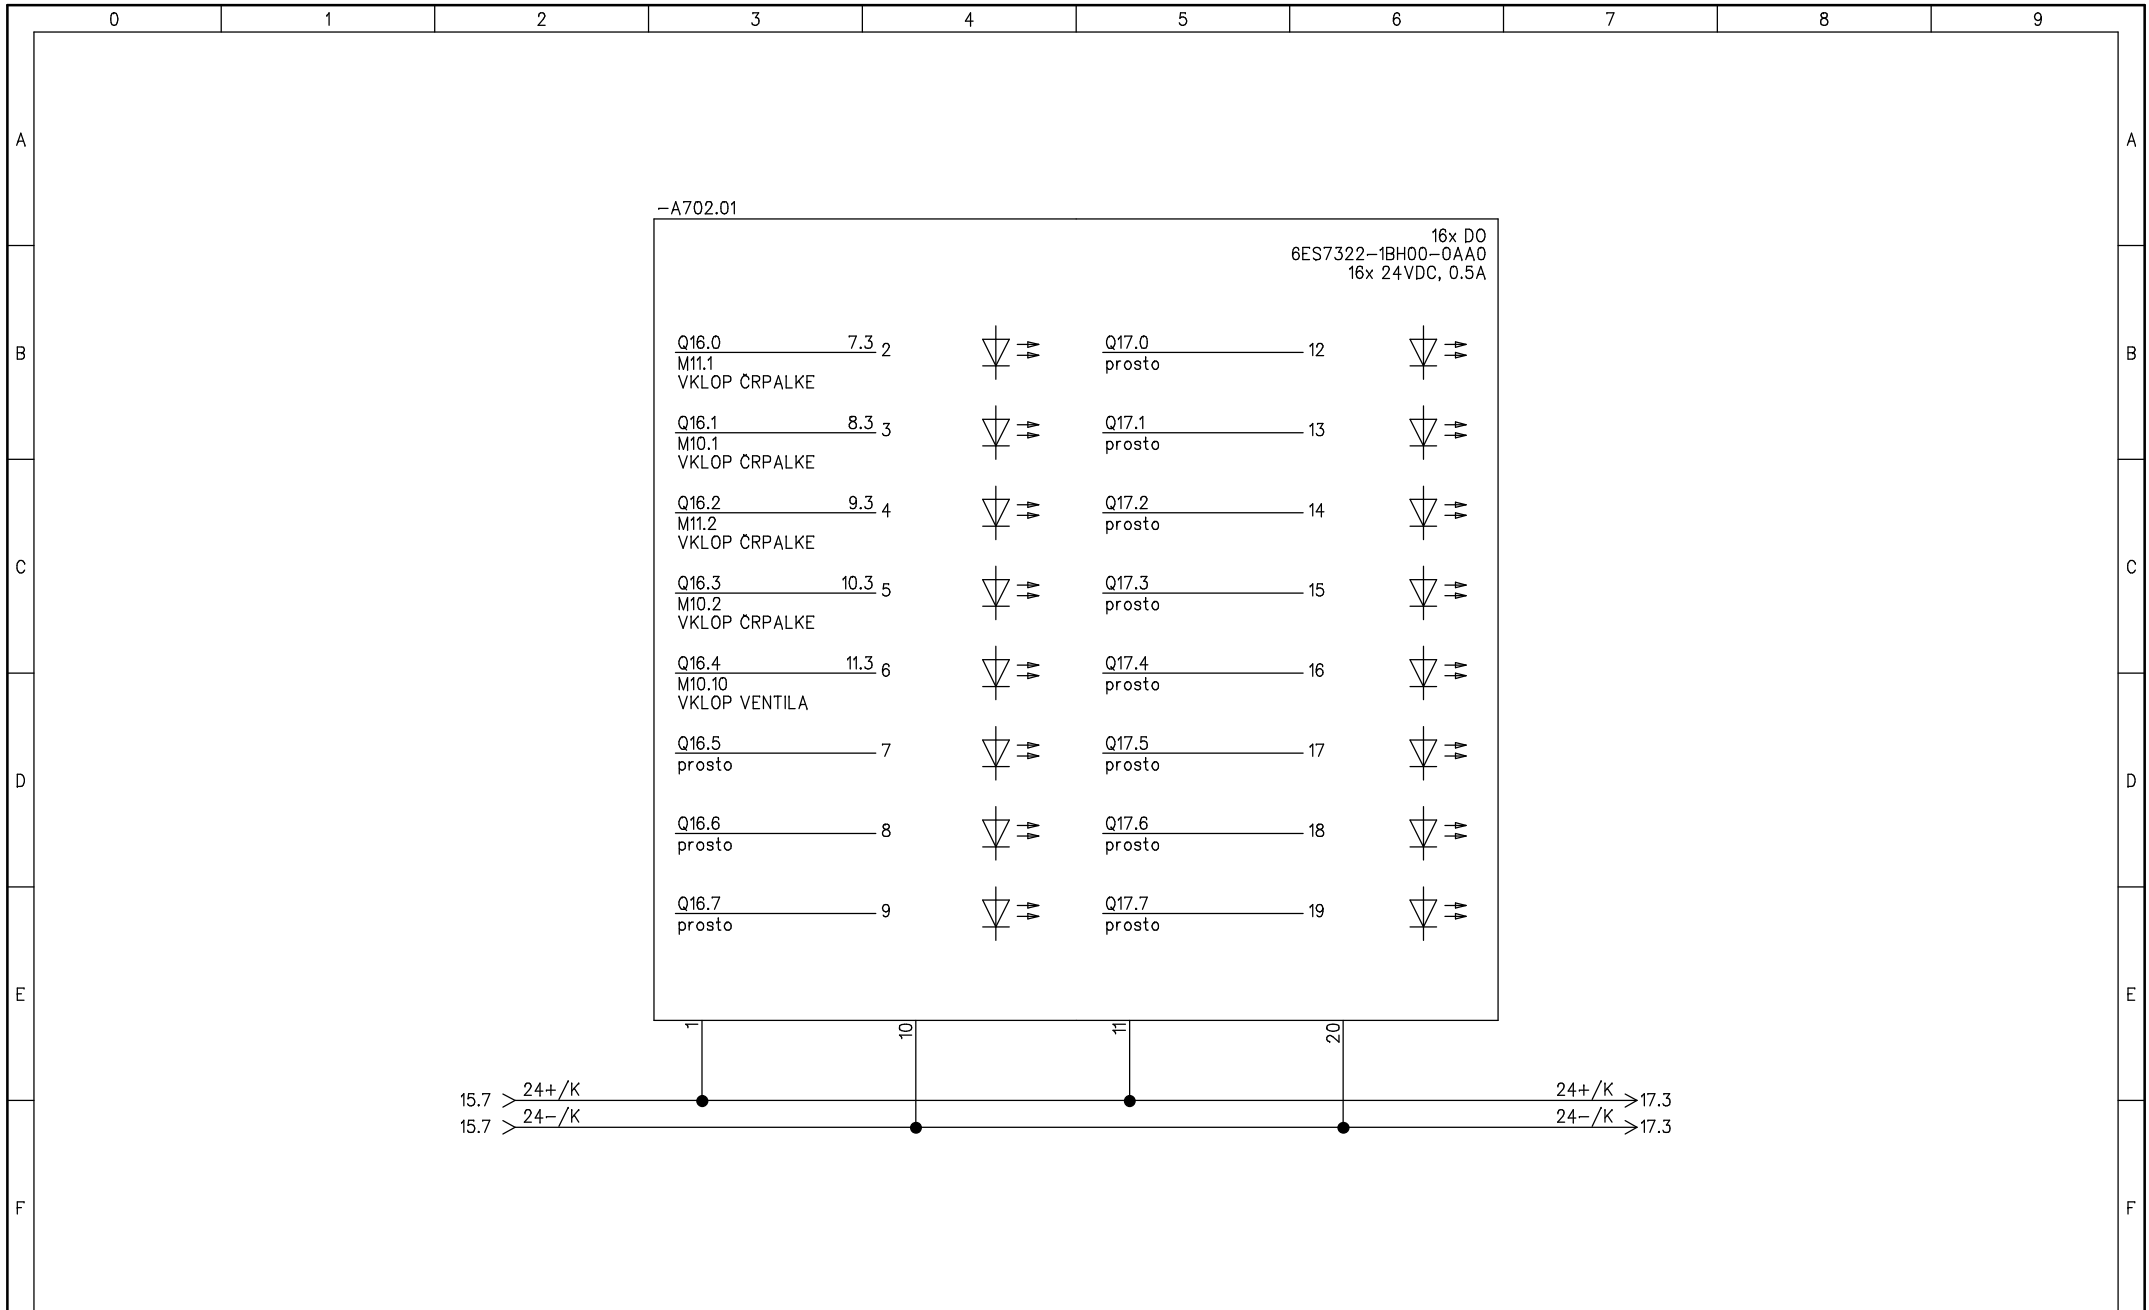 0 1 2 3 4 5 6 7 8 9
A A
-A702.01
16x DO
6ES7322-1BH00-0AA0
16x 24VDC, 0.5A
B B
Q16.0 7.3 2
M11.1
VKLOP ČRPALKE
Q17.0 12
prosto
Q16.1 8.3 3
M10.1
VKLOP ČRPALKE
Q17.1 13
prosto
Q16.2 9.3 4
M11.2
VKLOP ČRPALKE
Q17.2 14
prosto
C C
Q16.3 10.3 5
M10.2
VKLOP ČRPALKE
Q17.3 15
prosto
Q16.4 11.3 6
M10.10
VKLOP VENTILA
Q17.4 16
prosto
Q16.5 7
prosto
Q17.5 17
prosto
D D
Q16.6 8
prosto
Q17.6 18
prosto
Q16.7 9
prosto
Q17.7 19
prosto
E E
1 10 11 20
15.7 24+/K 24+/K 17.3
15.7 24-/K 24-/K 17.3
F F